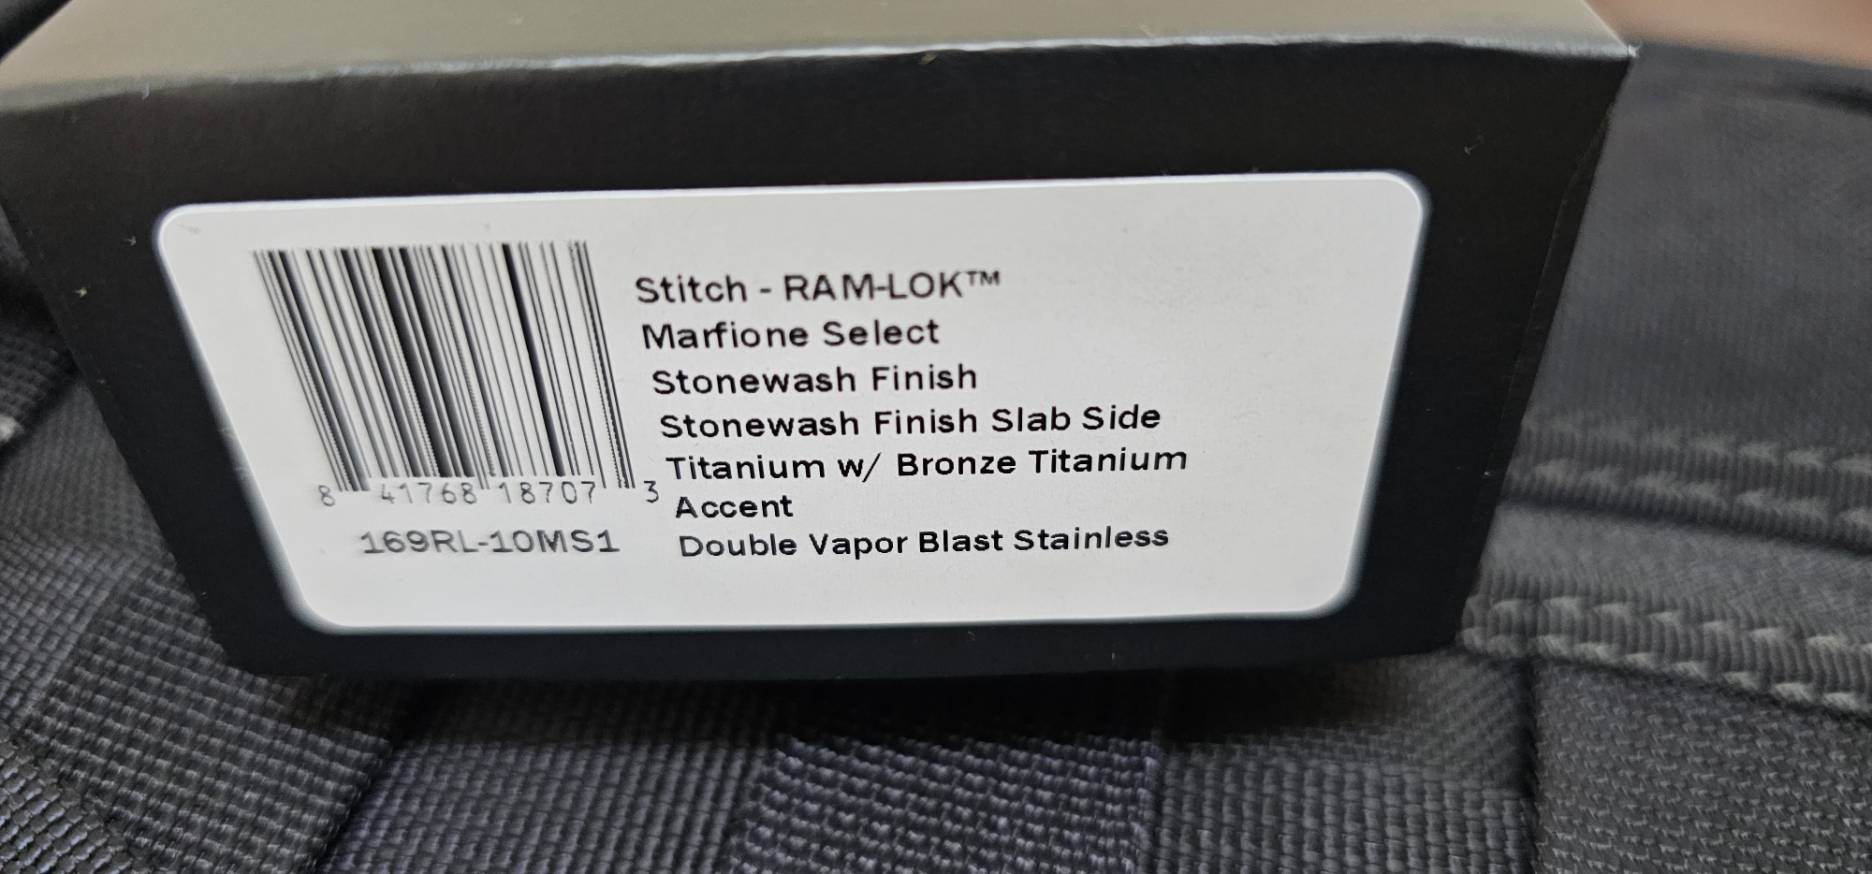 Stitch - RAM-LOK™
Marfione Select
Stonewash Finish
Stonewash Finish Slab Side
Titanium w/ Bronze Titanium
Accent
Double Vapor Blast Stainless
8 41768 18707 3
169RL-10MS1